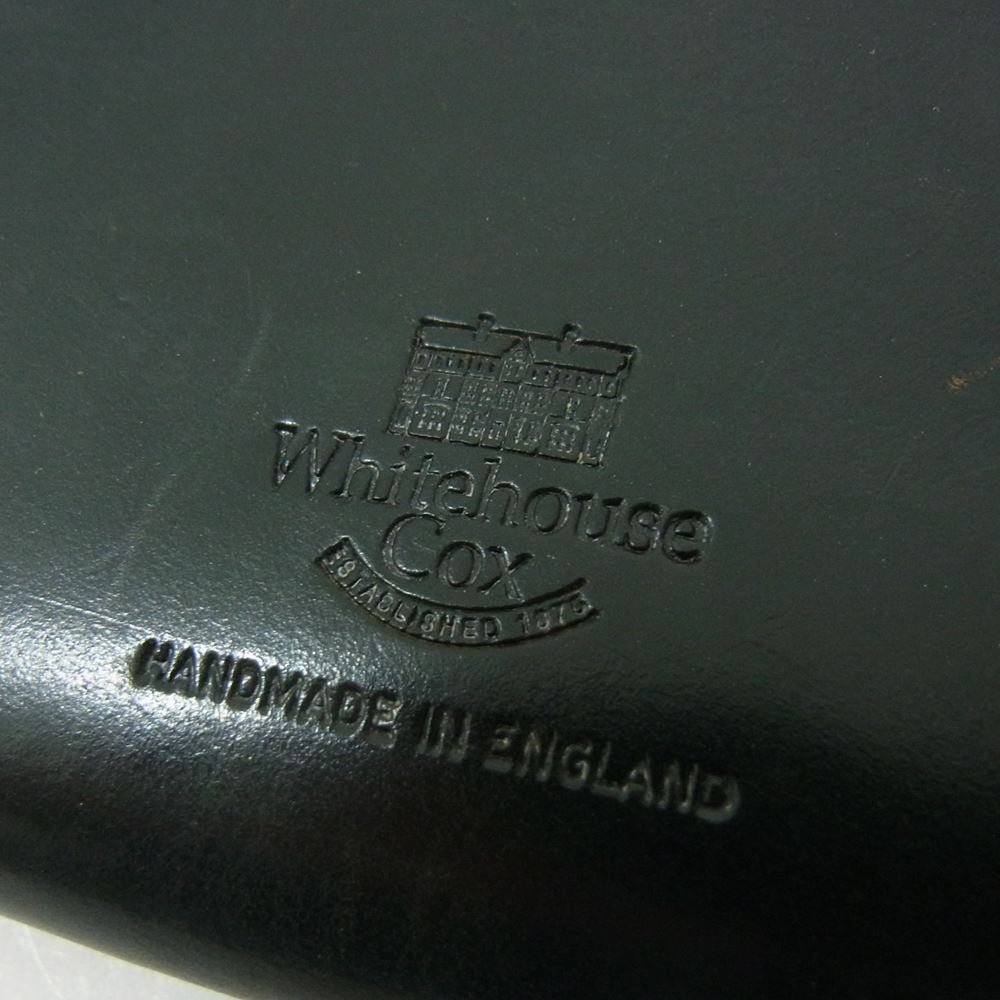 Whitehouse
Cox
ESTABLISHED 1875
HANDMADE IN ENGLAND